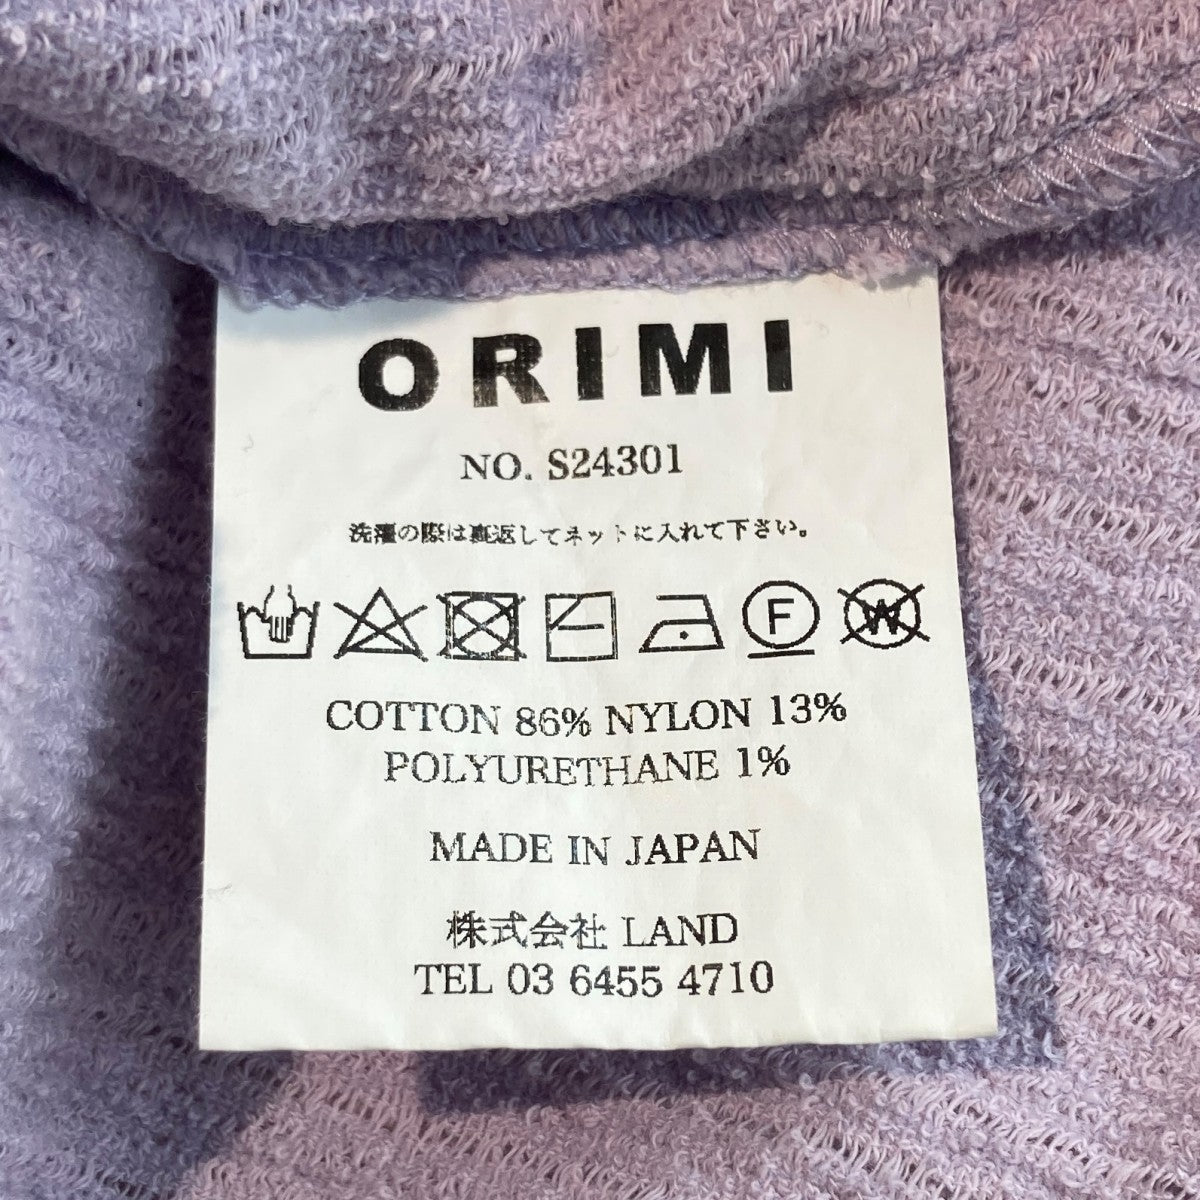 ORIMI
NO. S24301
洗濯の際は裏返してネットに入れて下さい。
F
W
COTTON 86% NYLON 13%
POLYURETHANE 1%
MADE IN JAPAN
株式会社 LAND
TEL 03 6455 4710